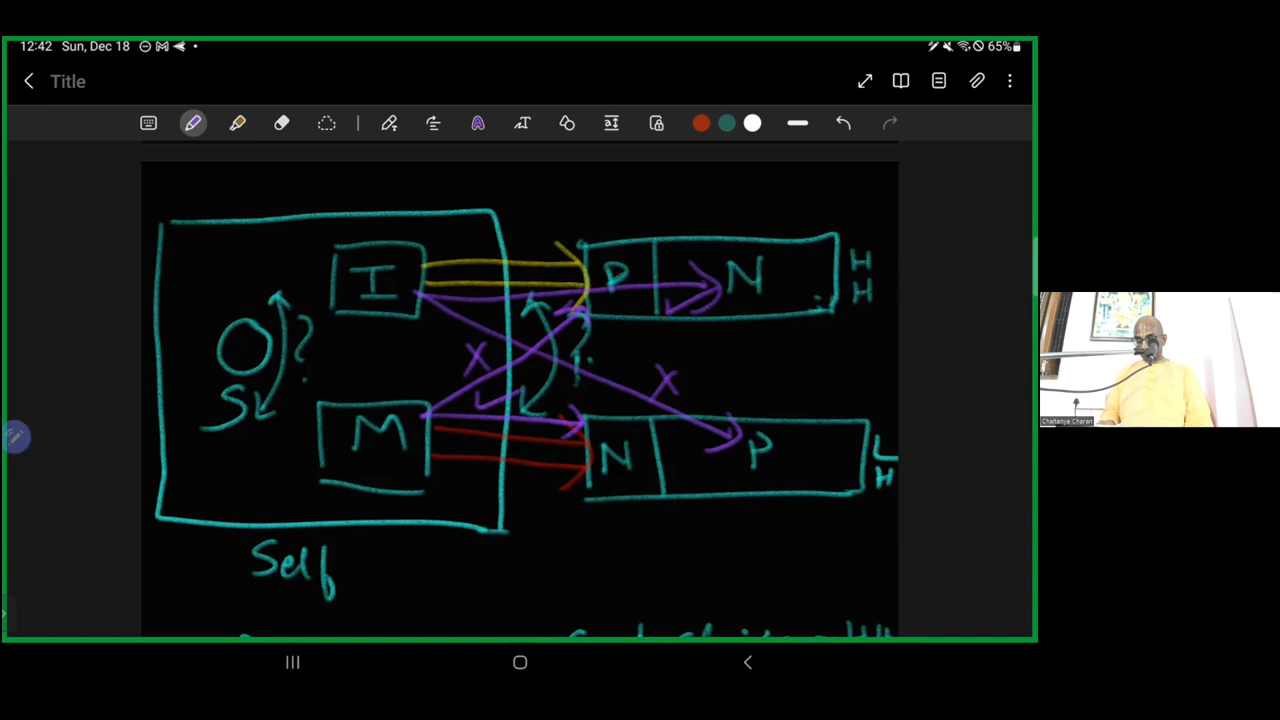 12:42 Sun, Dec 18
65%
Title
I
P
N
H
H
?
X
?
X
S
M
N
P
L
H
Self
Chaitanya Charan